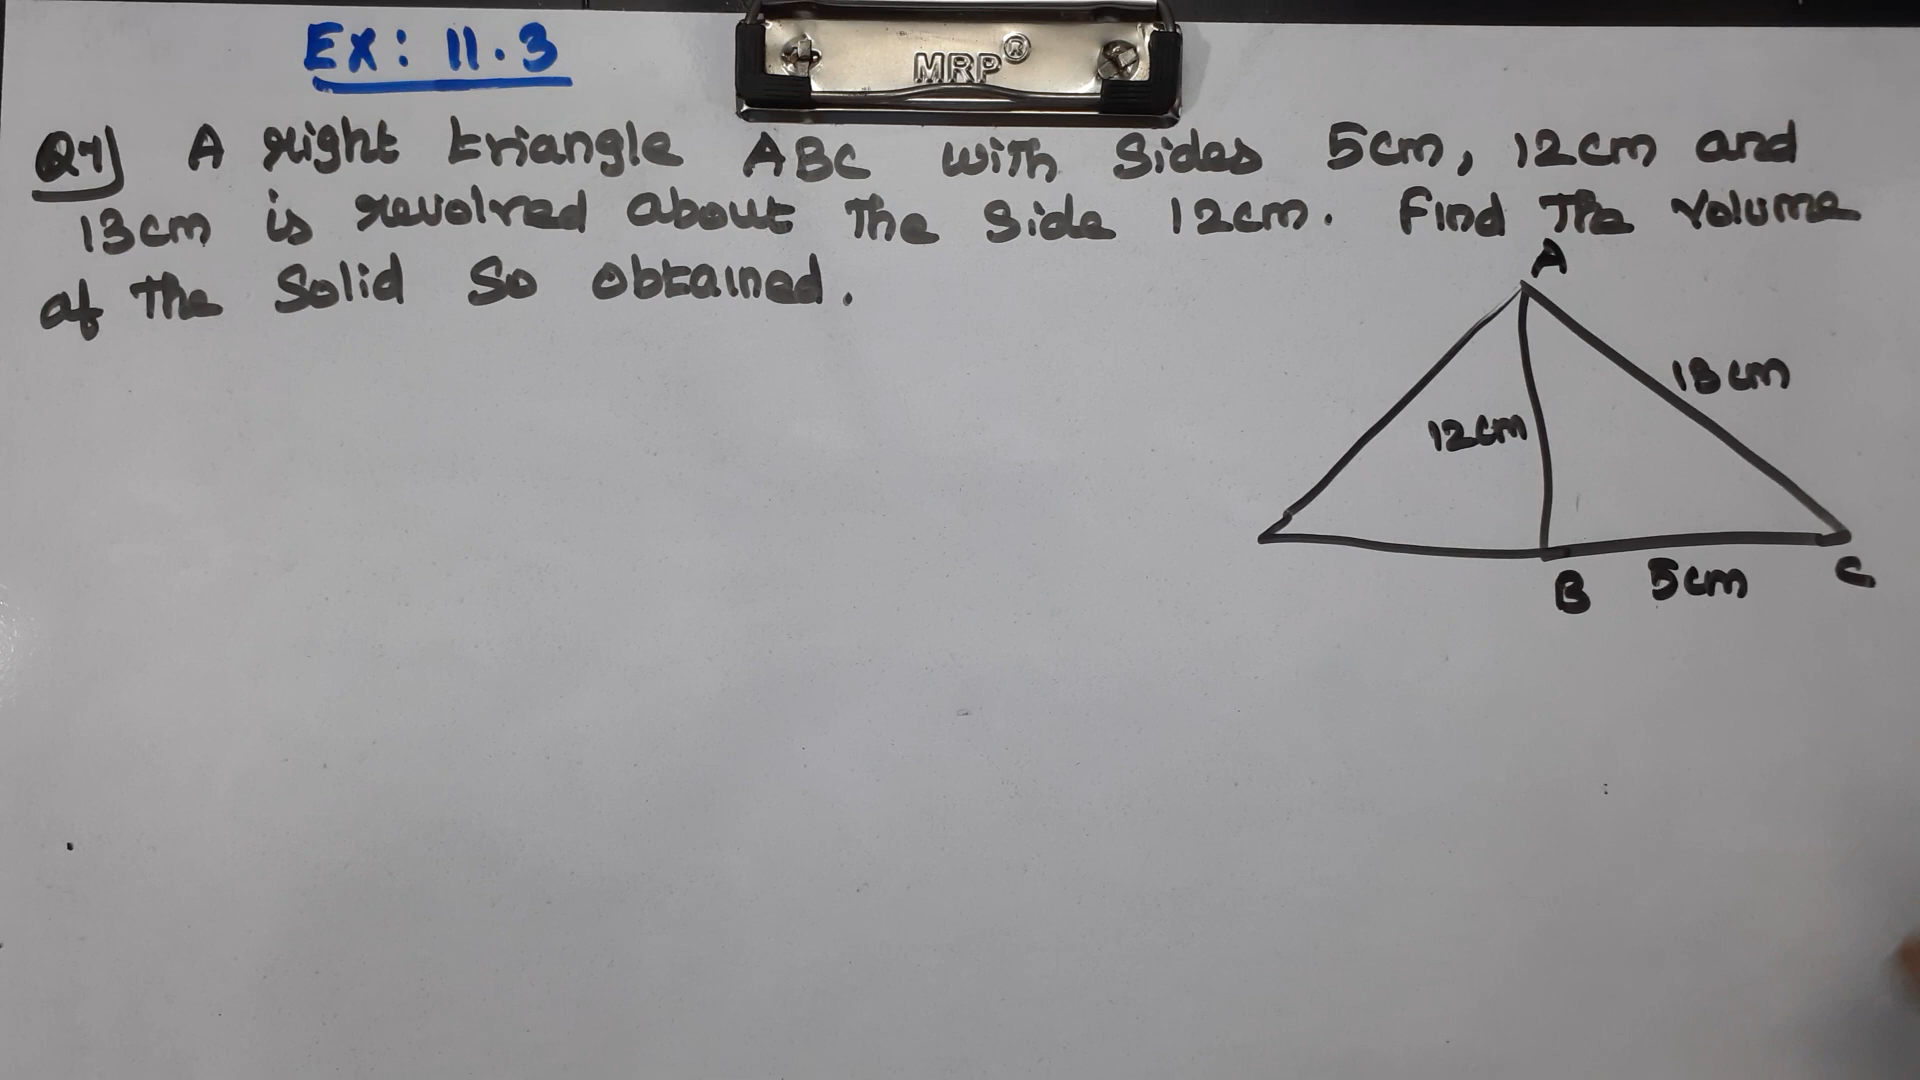 Ex: 11.3
MRP®
Q7) A right triangle ABC with Sides 5cm, 12cm and
13cm is revolved about The Side 12cm. Find The Volume
of The Solid So obtained.
A
13cm
12cm
B 5cm C